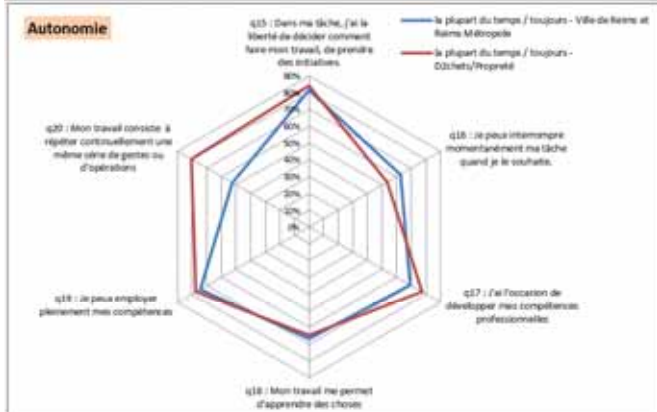 Autonomie
q15 : Dans ma tâche, j'ai la
liberté de décider comment
faire mon travail, de prendre
des initiatives.
la plupart du temps / toujours - Ville de Reims et
Reims Métropole
la plupart du temps / toujours -
D2chets/Propreté
90%
80%
70%
60%
50%
40%
30%
20%
10%
0%
q16 : Je peux interrompre
momentanément ma tâche
quand je le souhaite.
q17 : J'ai l'occasion de
développer mes compétences
professionnelles
q18 : Mon travail me permet
d'apprendre des choses
q19 : Je peux employer
pleinement mes compétences
q20 : Mon travail consiste à
répéter continuellement une
même série de gestes ou
d'opérations